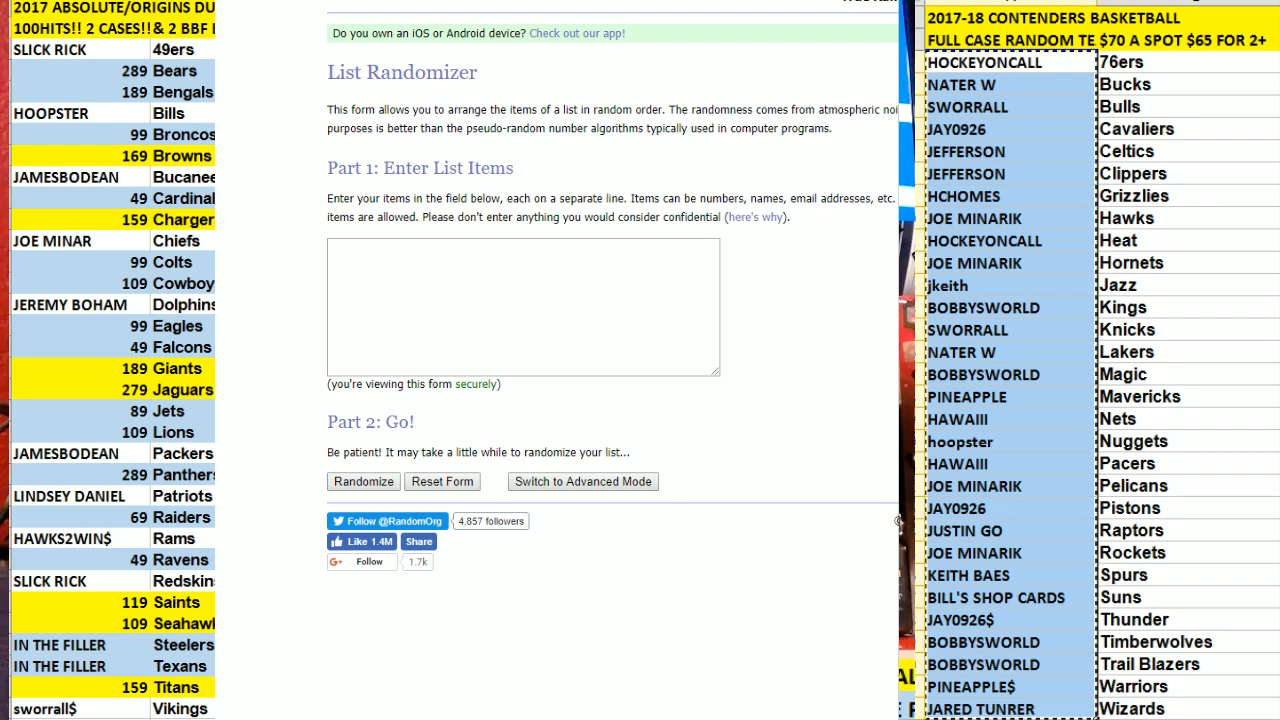 2017 ABSOLUTE/ORIGINS DU
100HITS!! 2 CASES!!& 2 BBF
SLICK RICK 49ers
289 Bears
189 Bengals
HOOPSTER Bills
99 Broncos
169 Browns
JAMESBODEAN Bucanee
49 Cardinal
159 Charger
JOE MINAR Chiefs
99 Colts
109 Cowboy
JEREMY BOHAM Dolphins
99 Eagles
49 Falcons
189 Giants
279 Jaguars
89 Jets
109 Lions
JAMESBODEAN Packers
289 Panthers
LINDSEY DANIEL Patriots
69 Raiders
HAWKS2WIN$ Rams
49 Ravens
SLICK RICK Redskins
119 Saints
109 Seahawk
IN THE FILLER Steelers
IN THE FILLER Texans
159 Titans
sworrall$ Vikings
Do you own an iOS or Android device? Check out our app!
List Randomizer
This form allows you to arrange the items of a list in random order. The randomness comes from atmospheric noi
purposes is better than the pseudo-random number algorithms typically used in computer programs.
Part 1: Enter List Items
Enter your items in the field below, each on a separate line. Items can be numbers, names, email addresses, etc.
items are allowed. Please don't enter anything you would consider confidential (here's why).
(you're viewing this form securely)
Part 2: Go!
Be patient! It may take a little while to randomize your list...
Randomize Reset Form Switch to Advanced Mode
Follow @RandomOrg 4,857 followers
Like 1.4M Share
G+ Follow 1.7k
2017-18 CONTENDERS BASKETBALL
FULL CASE RANDOM TE $70 A SPOT $65 FOR 2+
HOCKEYONCALL 76ers
NATER W Bucks
SWORRALL Bulls
JAY0926 Cavaliers
JEFFERSON Celtics
JEFFERSON Clippers
HCHOMES Grizzlies
JOE MINARIK Hawks
HOCKEYONCALL Heat
JOE MINARIK Hornets
jkeith Jazz
BOBBYSWORLD Kings
SWORRALL Knicks
NATER W Lakers
BOBBYSWORLD Magic
PINEAPPLE Mavericks
HAWAIII Nets
hoopster Nuggets
HAWAIII Pacers
JOE MINARIK Pelicans
JAY0926 Pistons
JUSTIN GO Raptors
JOE MINARIK Rockets
KEITH BAES Spurs
BILL'S SHOP CARDS Suns
JAY0926$ Thunder
BOBBYSWORLD Timberwolves
BOBBYSWORLD Trail Blazers
PINEAPPLE$ Warriors
JARED TUNRER Wizards